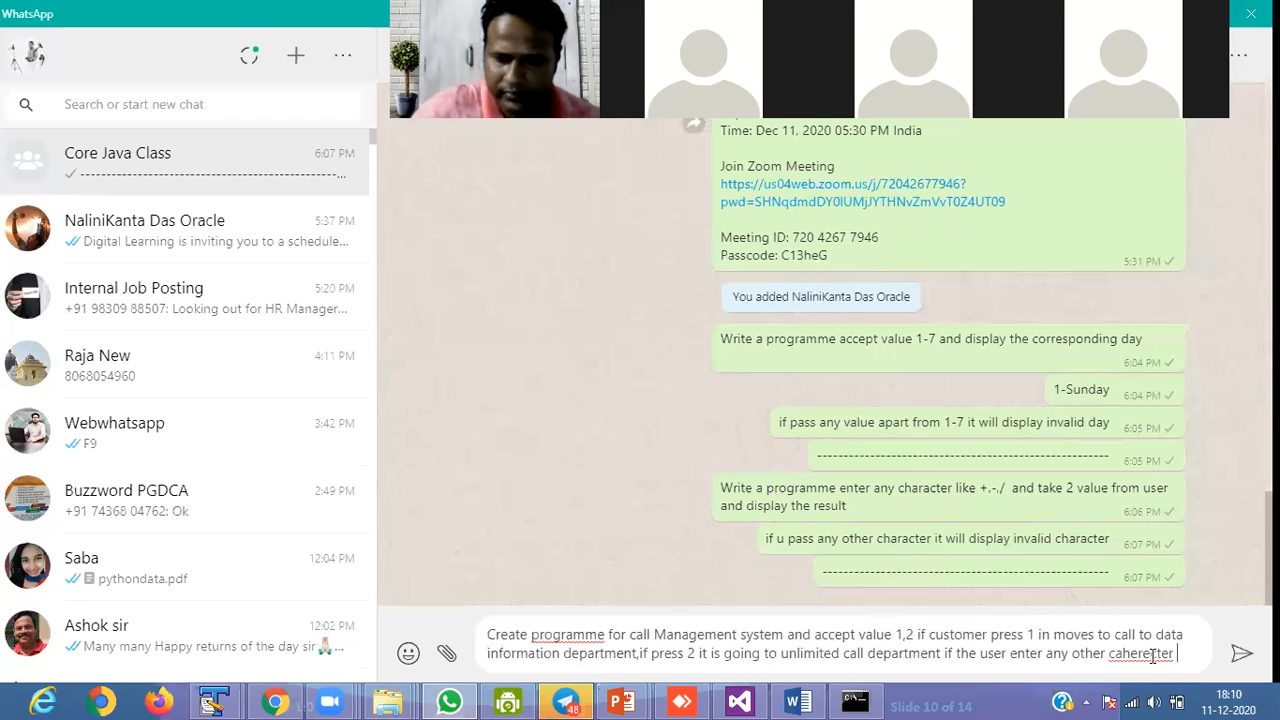 WhatsApp
Search or start new chat
Core Java Class
6:07 PM
--------------------------------------------------...
NaliniKanta Das Oracle
5:37 PM
Digital Learning is inviting you to a schedule...
Internal Job Posting
5:20 PM
+91 98309 88507: Looking out for HR Manager...
Raja New
4:11 PM
8068054960
Webwhatsapp
3:42 PM
F9
Buzzword PGDCA
2:49 PM
+91 74368 04762: Ok
Saba
12:04 PM
pythondata.pdf
Ashok sir
12:02 PM
Many many Happy returns of the day sir🙏🏻...
Time: Dec 11, 2020 05:30 PM India
Join Zoom Meeting
https://us04web.zoom.us/j/72042677946?
pwd=SHNqdmdDY0lUMjJYTHNvZmVvT0Z4UT09
Meeting ID: 720 4267 7946
Passcode: C13heG
5:31 PM
You added NaliniKanta Das Oracle
Write a programme accept value 1-7 and display the corresponding day
6:04 PM
1-Sunday
6:04 PM
if pass any value apart from 1-7 it will display invalid day
6:05 PM
-------------------------------------------------------
6:05 PM
Write a programme enter any character like +.-./ and take 2 value from user
and display the result
6:06 PM
if u pass any other character it will display invalid character
6:07 PM
------------------------------------------------------
6:07 PM
Create programme for call Management system and accept value 1,2 if customer press 1 in moves to call to data
information department,if press 2 it is going to unlimited call department if the user enter any other cahereter
48
Slide 10 of 14
18:10
11-12-2020